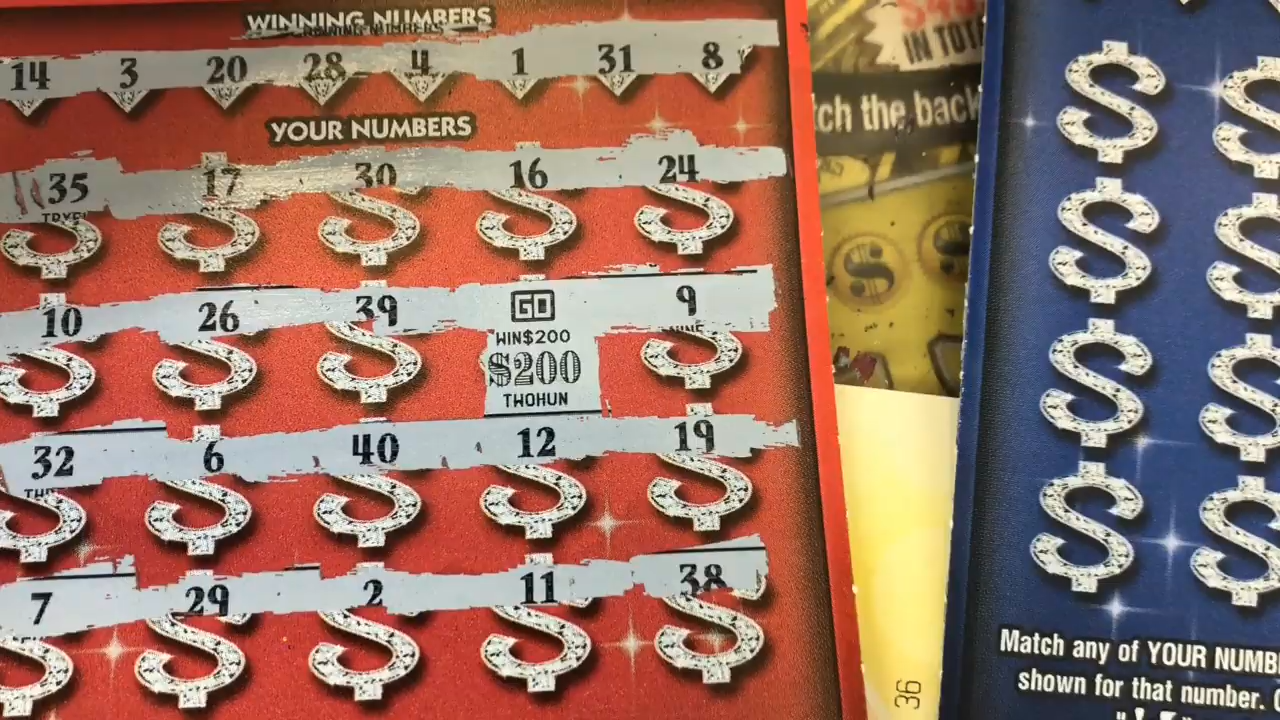 WINNING NUMBERS
14 3 20 28 4 1 31 8
YOUR NUMBERS
35 17 30 16 24
10 26 39 GO 9
WIN$200
$200
TWOHUN
32 6 40 12 19
7 29 2 11 38
IN TOT
tch the back
36
Match any of YOUR NUMB
shown for that number.